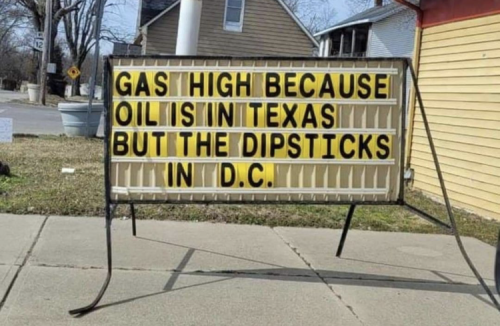 GAS HIGH BECAUSE
OIL IS IN TEXAS
BUT THE DIPSTICKS
IN D.C.